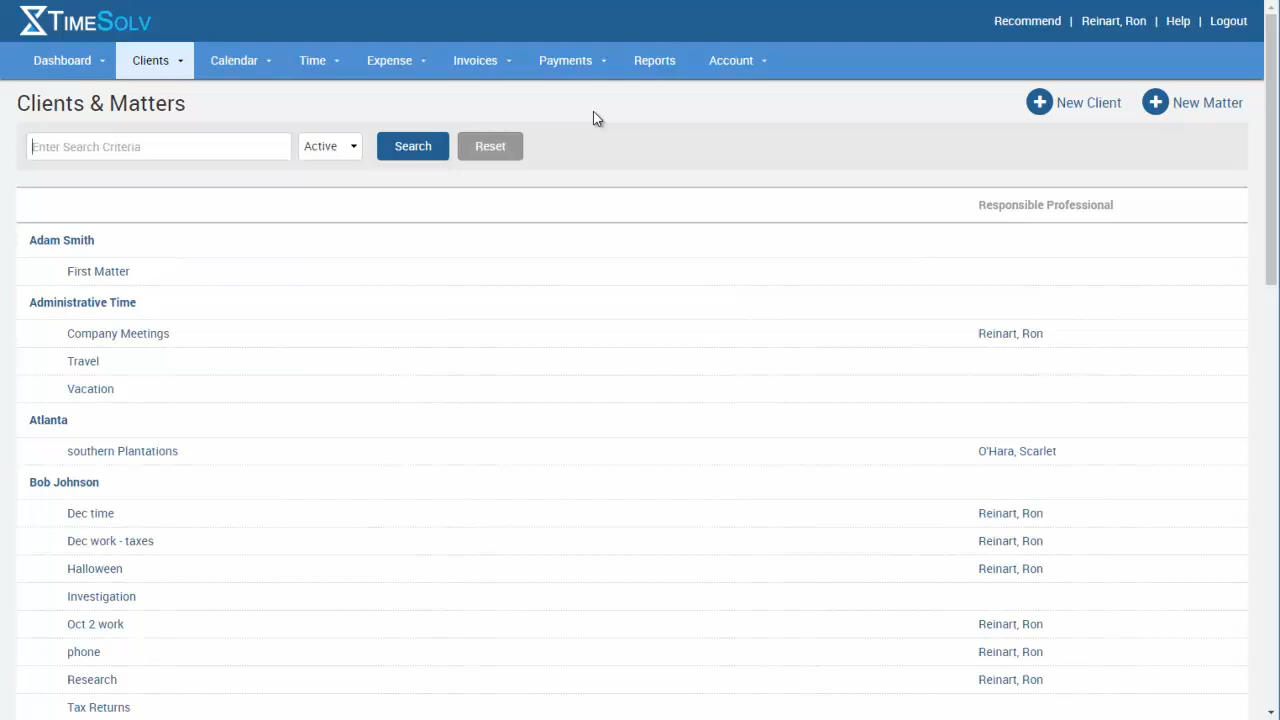 TIMESOLV
Recommend | Reinart, Ron | Help | Logout
Dashboard Clients Calendar Time Expense Invoices Payments Reports Account
Clients & Matters
New Client New Matter
Enter Search Criteria Active Search Reset
Responsible Professional
Adam Smith
First Matter
Administrative Time
Company Meetings Reinart, Ron
Travel
Vacation
Atlanta
southern Plantations O'Hara, Scarlet
Bob Johnson
Dec time Reinart, Ron
Dec work - taxes Reinart, Ron
Halloween Reinart, Ron
Investigation
Oct 2 work Reinart, Ron
phone Reinart, Ron
Research Reinart, Ron
Tax Returns